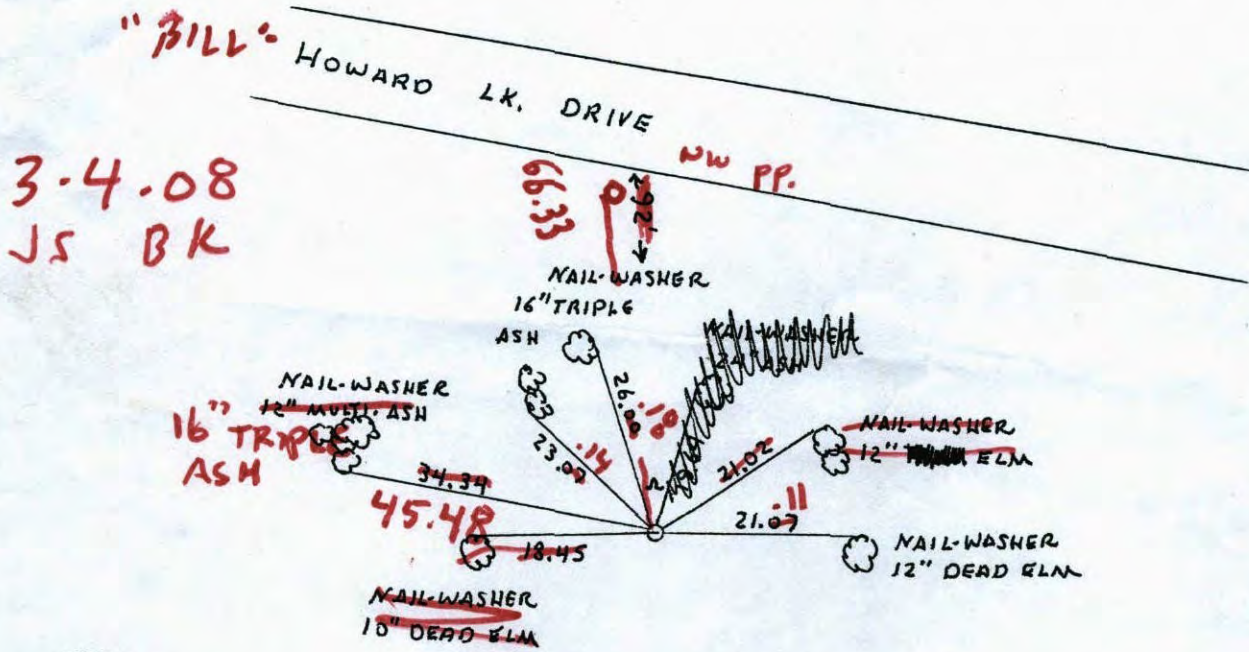 "BILL"
HOWARD LK. DRIVE
3.4.08
JS BK
NW PP.
66.33
92'
NAIL-WASHER
16" TRIPLE
ASH
NAIL-WASHER
12" MULTI-ASH
16" TRIPLE
ASH
26.00
.10
23.07
.14
34.34
45.48
18.45
NAIL-WASHER
10" DEAD ELM
21.02
NAIL-WASHER
12" ELM
21.07
.11
NAIL-WASHER
12" DEAD ELM